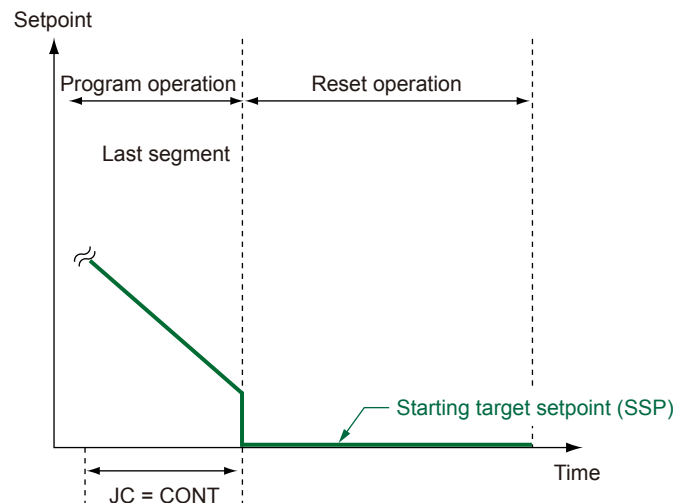 Setpoint
Program operation
Reset operation
Last segment
Starting target setpoint (SSP)
Time
JC = CONT